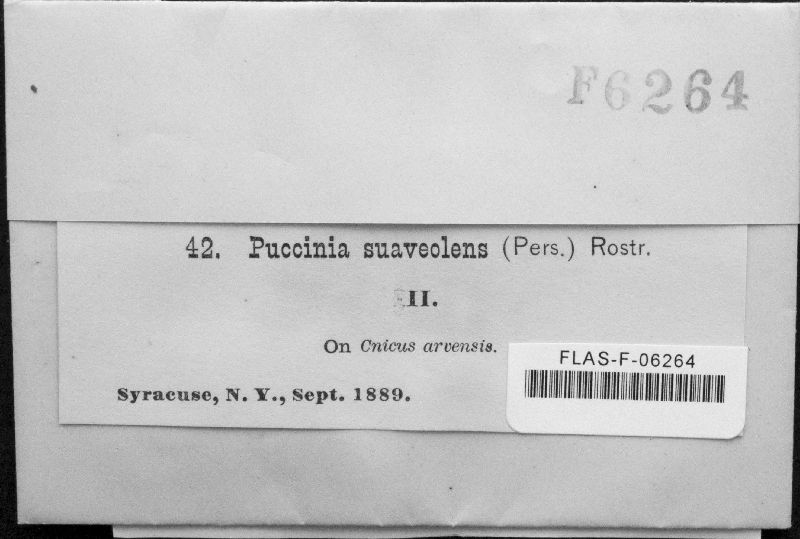 F6264
42. Puccinia suaveolens (Pers.) Rostr.
II.
On Cnicus arvensis.
FLAS-F-06264
Syracuse, N. Y., Sept. 1889.